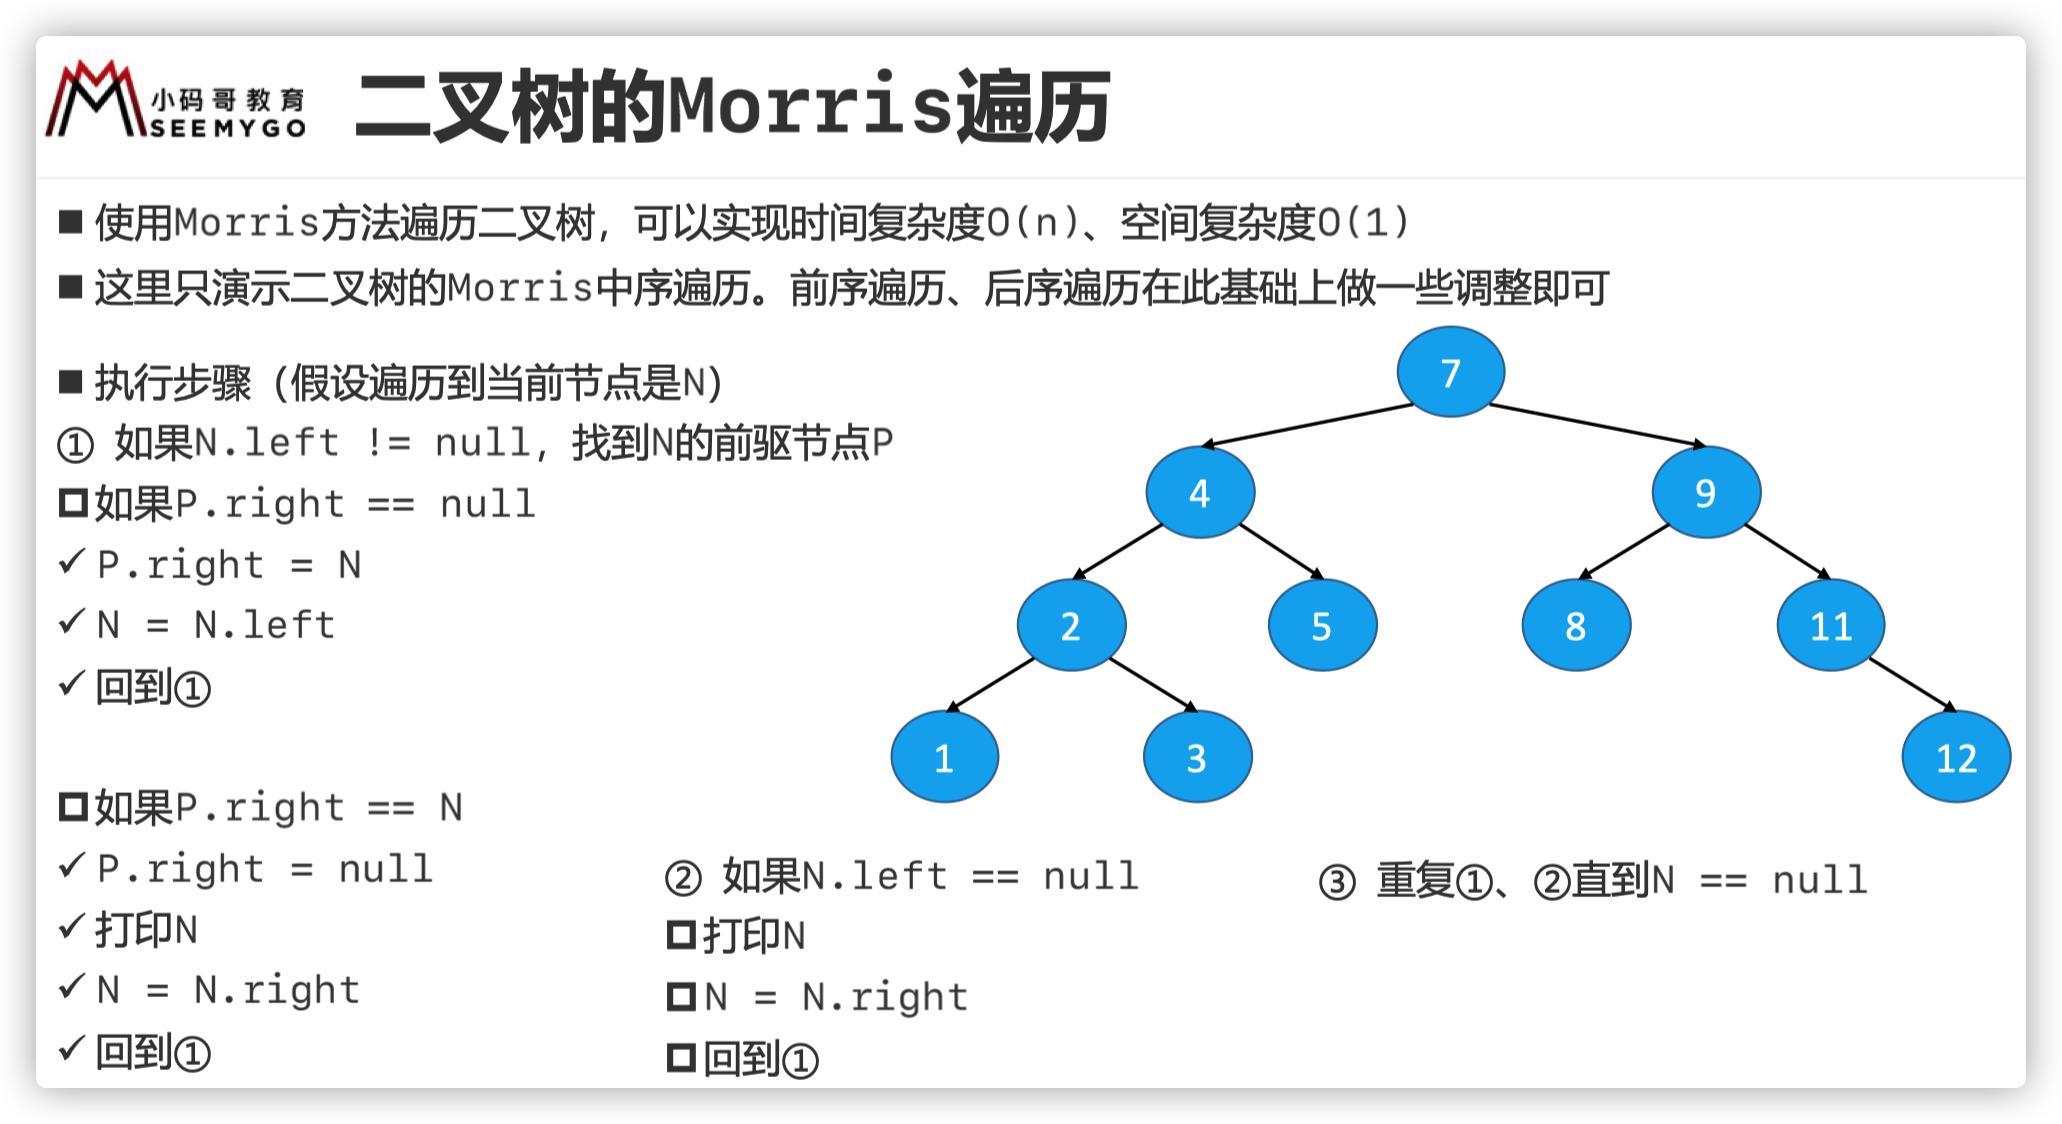 小码哥教育
SEEMYGO
二叉树的Morris遍历
■ 使用Morris方法遍历二叉树，可以实现时间复杂度O(n)、空间复杂度O(1)
■ 这里只演示二叉树的Morris中序遍历。前序遍历、后序遍历在此基础上做一些调整即可
■ 执行步骤（假设遍历到当前节点是N）
① 如果N.left != null，找到N的前驱节点P
如果P.right == null
✓ P.right = N
✓ N = N.left
✓ 回到①
如果P.right == N
✓ P.right = null
✓ 打印N
✓ N = N.right
✓ 回到①
② 如果N.left == null
打印N
N = N.right
回到①
③ 重复①、②直到N == null
7
4
9
2
5
8
11
1
3
12